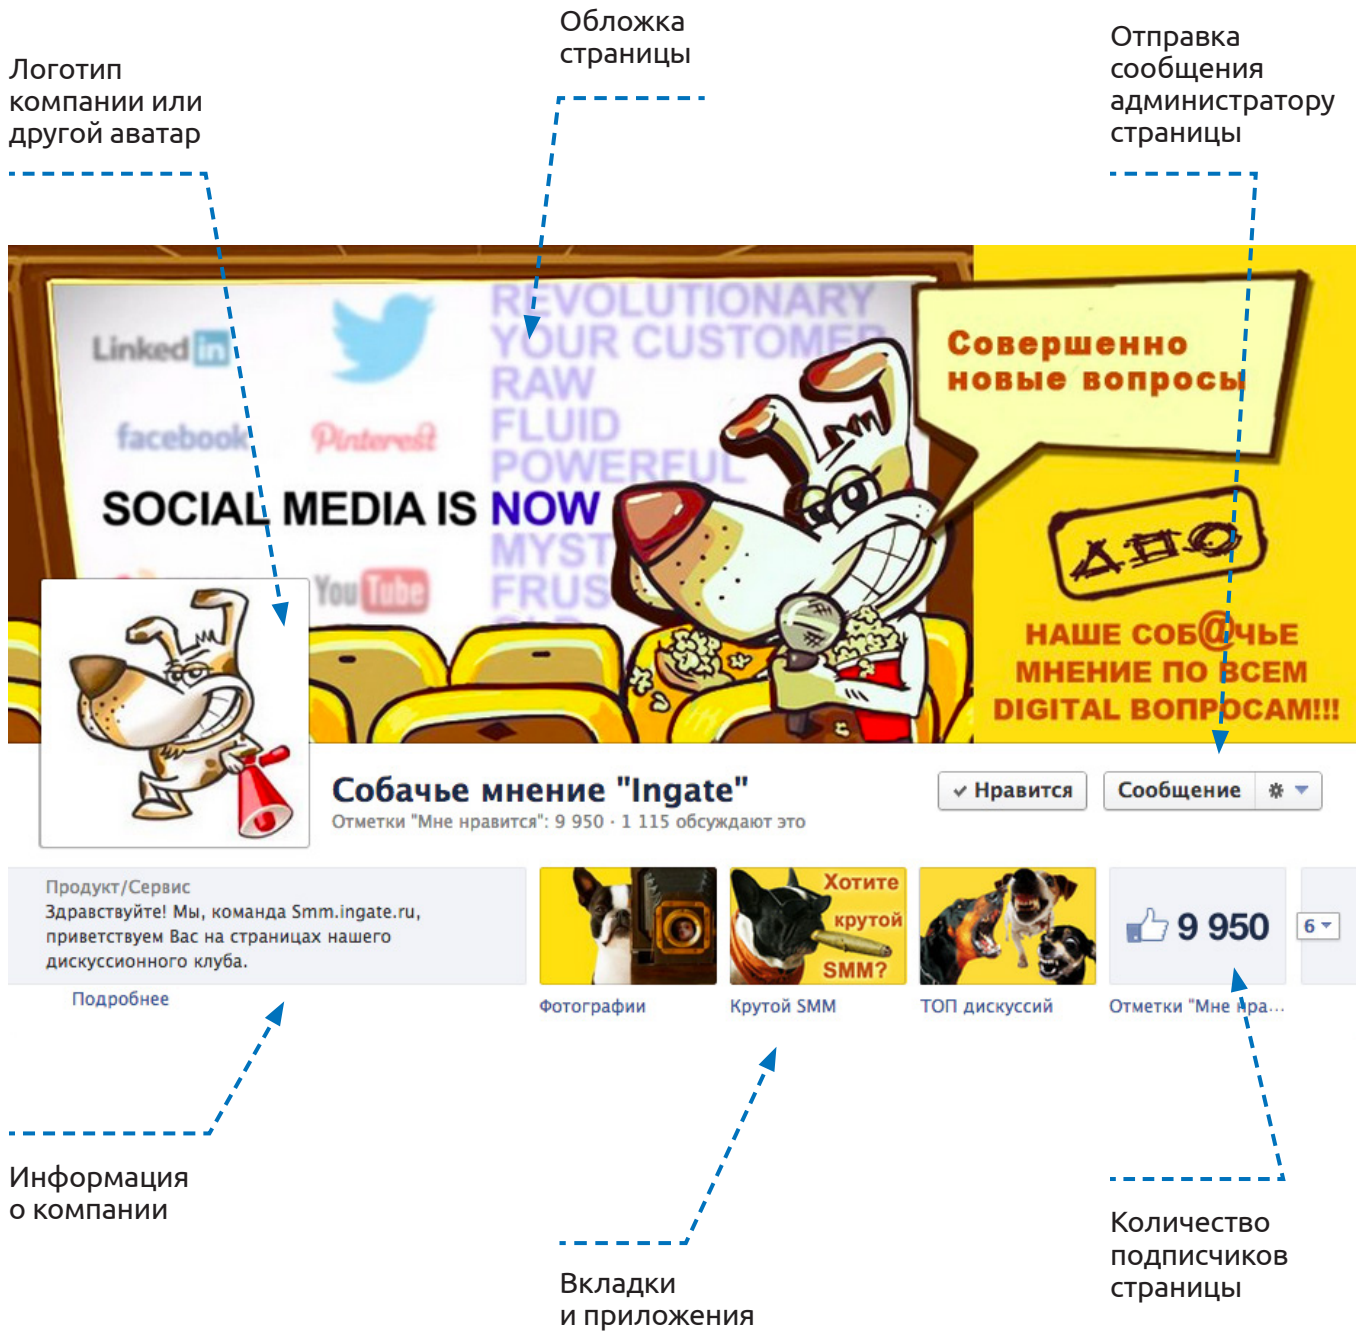 Обложка
страницы
Отправка
сообщения
администратору
страницы
Логотип
компании или
другой аватар
REVOLUTIONARY
YOUR CUSTOMER
RAW
FLUID
POWERFUL
Linked in
facebook
Pinterest
SOCIAL MEDIA IS NOW
MYST
FRUS
You Tube
Совершенно
новые вопросы
ДПО
НАШЕ СОБ@ЧЬЕ
МНЕНИЕ ПО ВСЕМ
DIGITAL ВОПРОСАМ!!!
Собачье мнение "Ingate"
Отметки "Мне нравится": 9 950 · 1 115 обсуждают это
Нравится
Сообщение
Продукт/Сервис
Здравствуйте! Мы, команда Smm.ingate.ru,
приветствуем Вас на страницах нашего
дискуссионного клуба.
Подробнее
Фотографии
Хотите
крутой
SMM?
Крутой SMM
ТОП дискуссий
9 950
Отметки "Мне нра...
6
Информация
о компании
Вкладки
и приложения
Количество
подписчиков
страницы